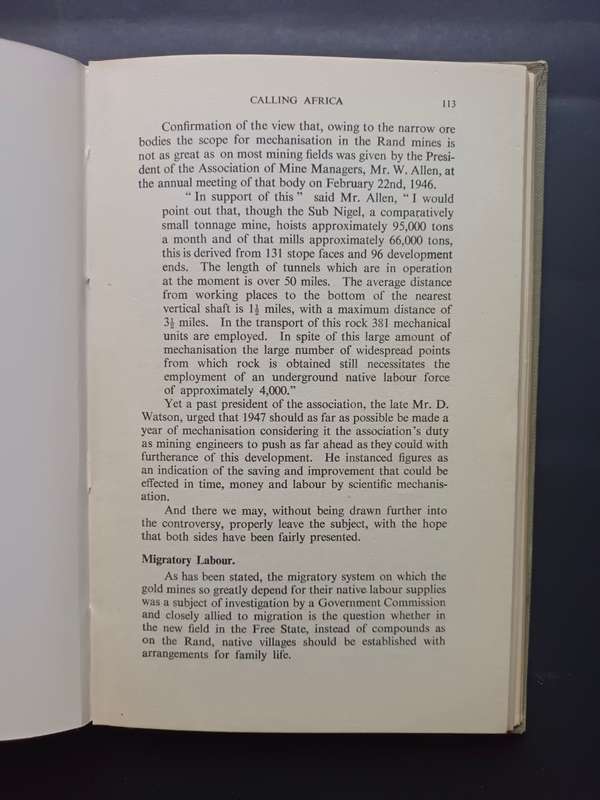 CALLING AFRICA 113
Confirmation of the view that, owing to the narrow ore
bodies the scope for mechanisation in the Rand mines is
not as great as on most mining fields was given by the Presi-
dent of the Association of Mine Managers, Mr. W. Allen, at
the annual meeting of that body on February 22nd, 1946.
" In support of this " said Mr. Allen, " I would
point out that, though the Sub Nigel, a comparatively
small tonnage mine, hoists approximately 95,000 tons
a month and of that mills approximately 66,000 tons,
this is derived from 131 stope faces and 96 development
ends. The length of tunnels which are in operation
at the moment is over 50 miles. The average distance
from working places to the bottom of the nearest
vertical shaft is 1½ miles, with a maximum distance of
3½ miles. In the transport of this rock 381 mechanical
units are employed. In spite of this large amount of
mechanisation the large number of widespread points
from which rock is obtained still necessitates the
employment of an underground native labour force
of approximately 4,000."
Yet a past president of the association, the late Mr. D.
Watson, urged that 1947 should as far as possible be made a
year of mechanisation considering it the association's duty
as mining engineers to push as far ahead as they could with
furtherance of this development. He instanced figures as
an indication of the saving and improvement that could be
effected in time, money and labour by scientific mechanis-
ation.
And there we may, without being drawn further into
the controversy, properly leave the subject, with the hope
that both sides have been fairly presented.
Migratory Labour.
As has been stated, the migratory system on which the
gold mines so greatly depend for their native labour supplies
was a subject of investigation by a Government Commission
and closely allied to migration is the question whether in
the new field in the Free State, instead of compounds as
on the Rand, native villages should be established with
arrangements for family life.